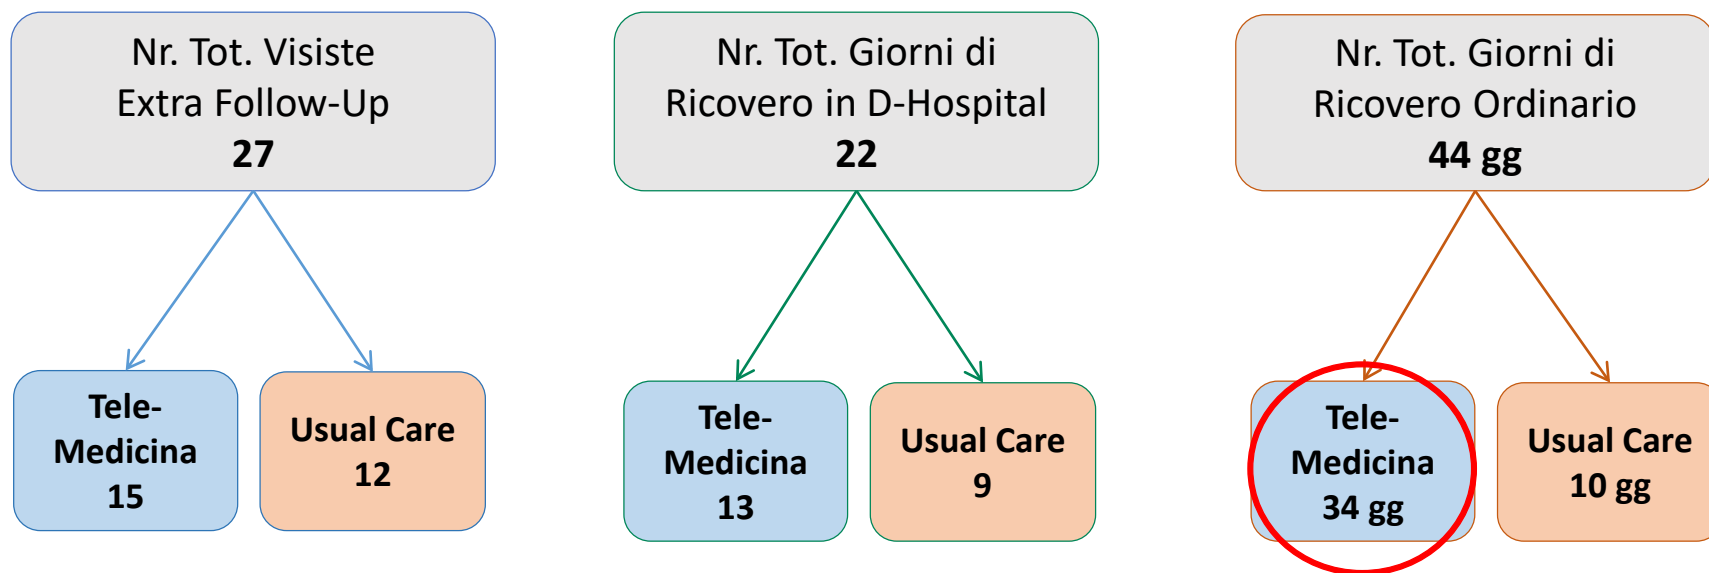 Nr. Tot. Visiste
Extra Follow-Up
27
Nr. Tot. Giorni di
Ricovero in D-Hospital
22
Nr. Tot. Giorni di
Ricovero Ordinario
44 gg
Tele-
Medicina
15
Usual Care
12
Tele-
Medicina
13
Usual Care
9
Tele-
Medicina
34 gg
Usual Care
10 gg